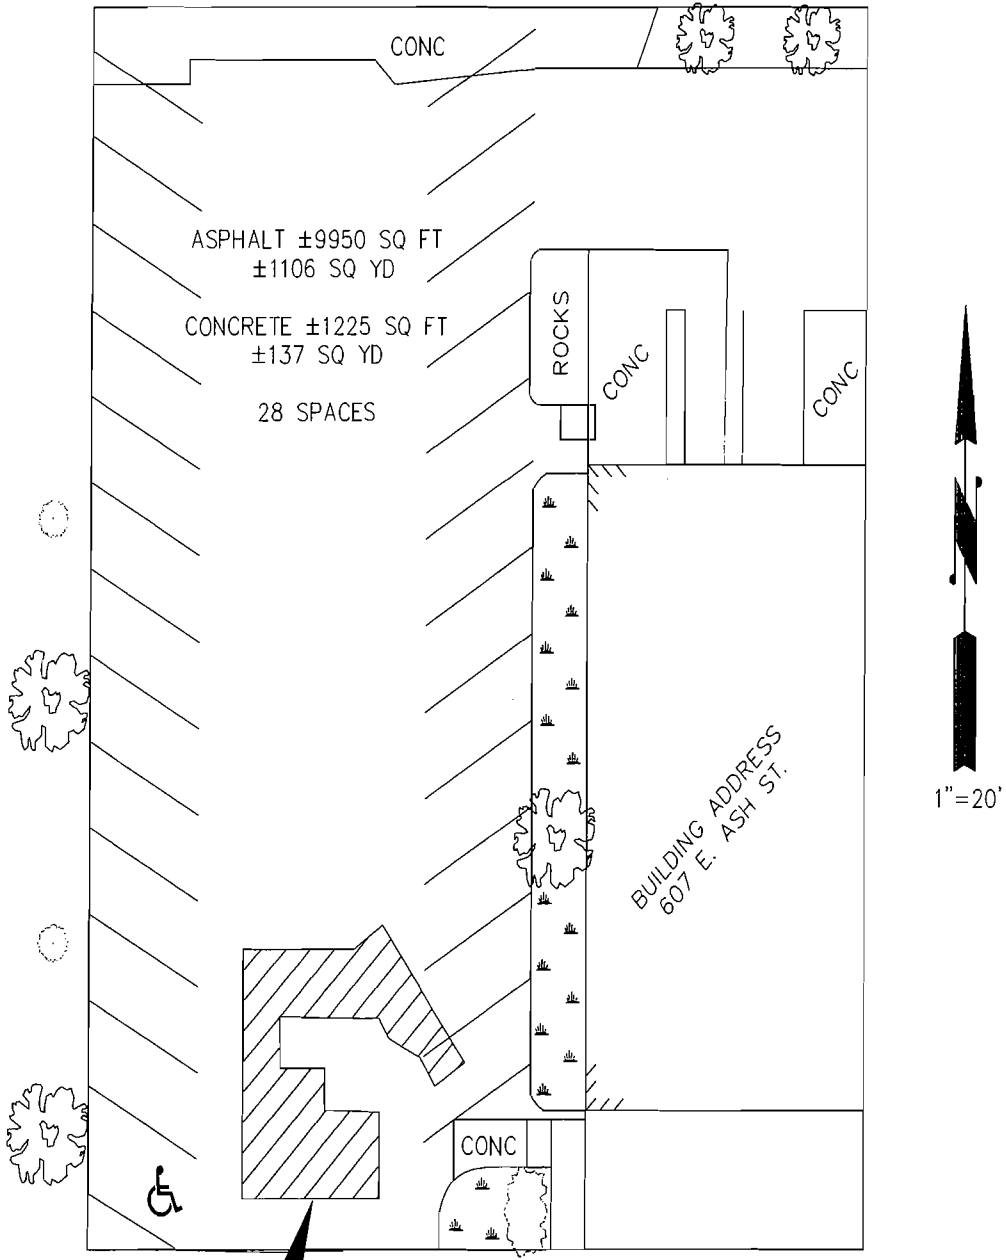 CONC
ASPHALT ±9950 SQ FT
±1106 SQ YD
CONCRETE ±1225 SQ FT
±137 SQ YD
28 SPACES
ROCKS
CONC
CONC
N
1"=20'
BUILDING ADDRESS
607 E. ASH ST.
CONC